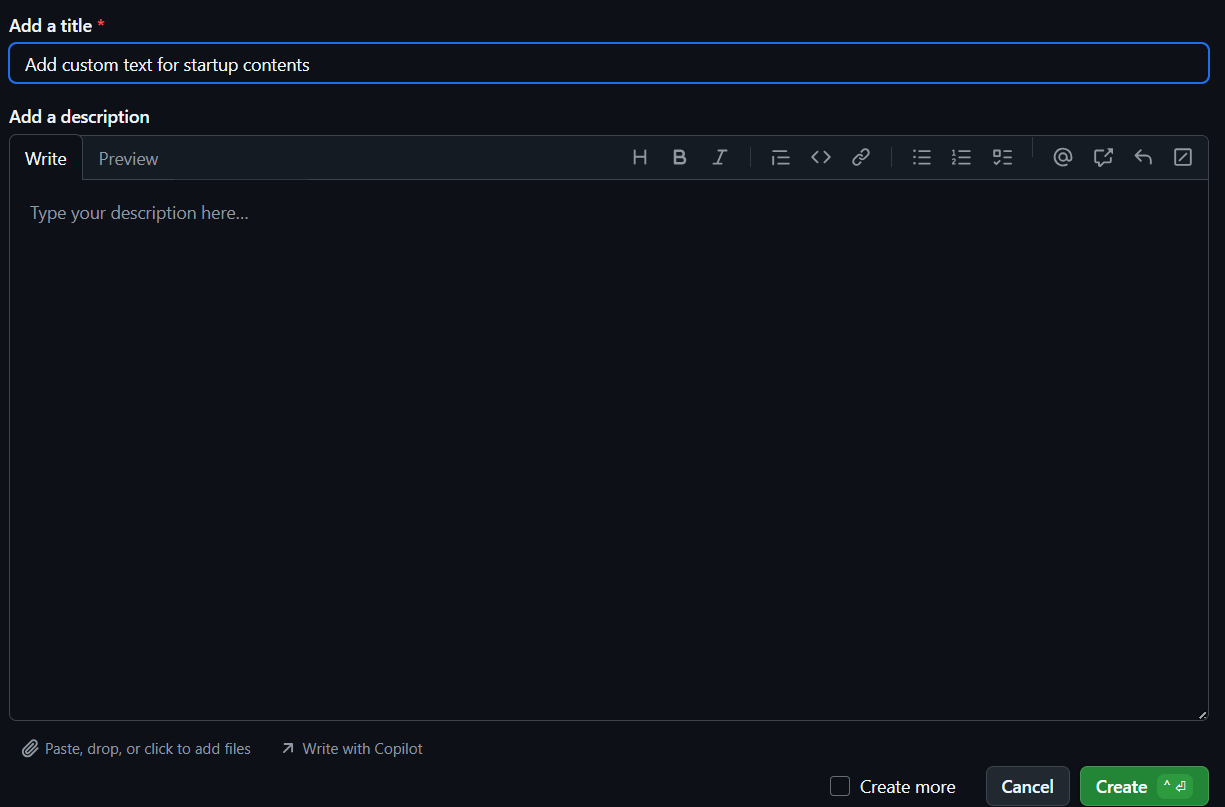 Add a title *
Add custom text for startup contents
Add a description
Write Preview
Type your description here...
Paste, drop, or click to add files Write with Copilot
Create more Cancel Create